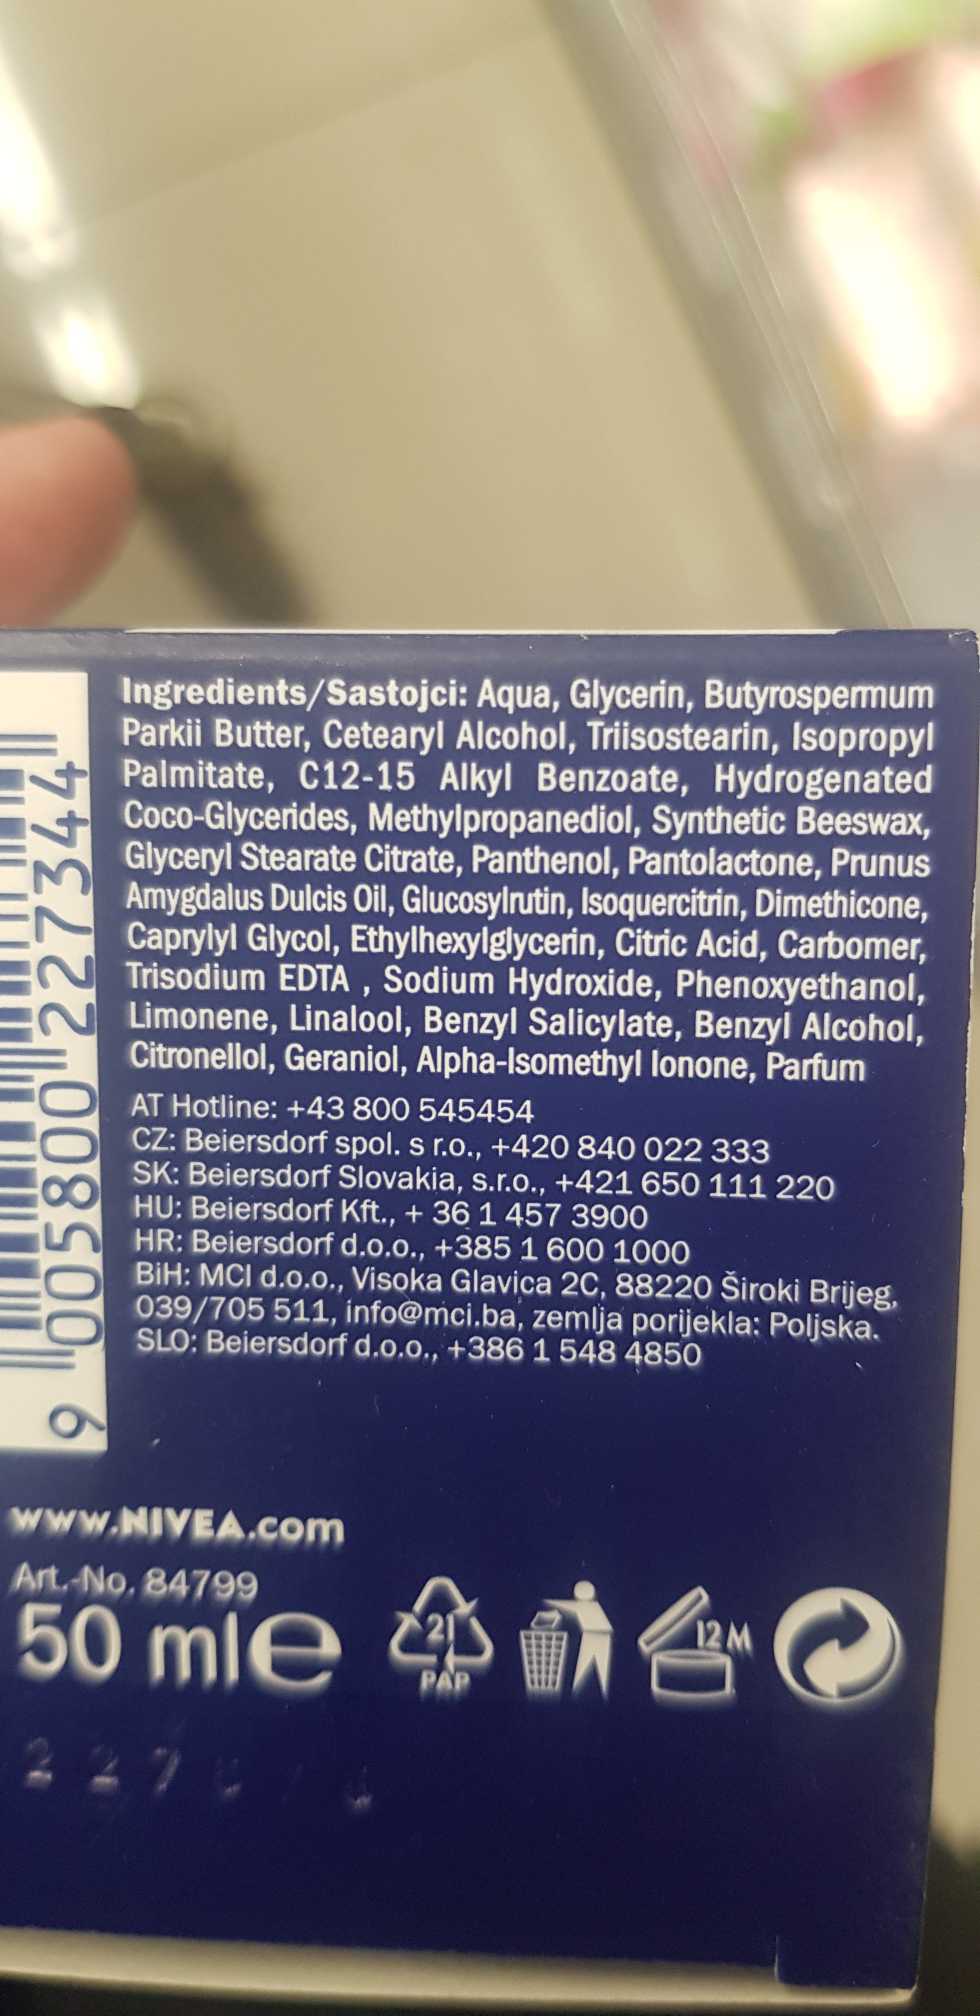 Ingredients/Sastojci: Aqua, Glycerin, Butyrospermum
Parkii Butter, Cetearyl Alcohol, Triisostearin, Isopropyl
Palmitate, C12-15 Alkyl Benzoate, Hydrogenated
Coco-Glycerides, Methylpropanediol, Synthetic Beeswax,
Glyceryl Stearate Citrate, Panthenol, Pantolactone, Prunus
Amygdalus Dulcis Oil, Glucosylrutin, Isoquercitrin, Dimethicone,
Caprylyl Glycol, Ethylhexylglycerin, Citric Acid, Carbomer,
Trisodium EDTA , Sodium Hydroxide, Phenoxyethanol,
Limonene, Linalool, Benzyl Salicylate, Benzyl Alcohol,
Citronellol, Geraniol, Alpha-Isomethyl Ionone, Parfum
AT Hotline: +43 800 545454
CZ: Beiersdorf spol. s r.o., +420 840 022 333
SK: Beiersdorf Slovakia, s.r.o., +421 650 111 220
HU: Beiersdorf Kft., + 36 1 457 3900
HR: Beiersdorf d.o.o., +385 1 600 1000
BiH: MCI d.o.o., Visoka Glavica 2C, 88220 Široki Brijeg,
039/705 511, info@mci.ba, zemlja porijekla: Poljska.
SLO: Beiersdorf d.o.o., +386 1 548 4850
9 005800 227344
www.NIVEA.com
Art.-No. 84799
50 ml e
21
PAP
12M